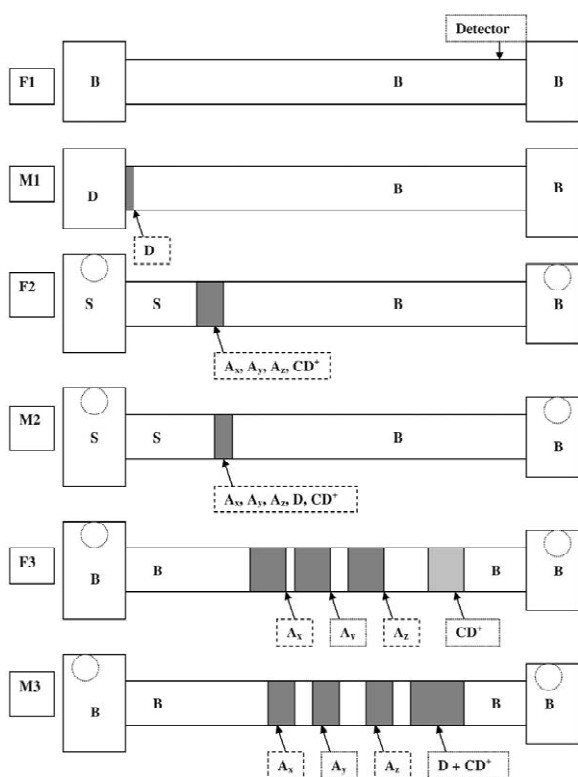 Detector
F1 B B B
M1 D B B
D
F2 S S B B
Ax, Ay, Az, CD+
M2 S S B B
Ax, Ay, Az, D, CD+
F3 B B B
Ax Ay Az CD+
M3 B B B B
Ax Ay Az D + CD+